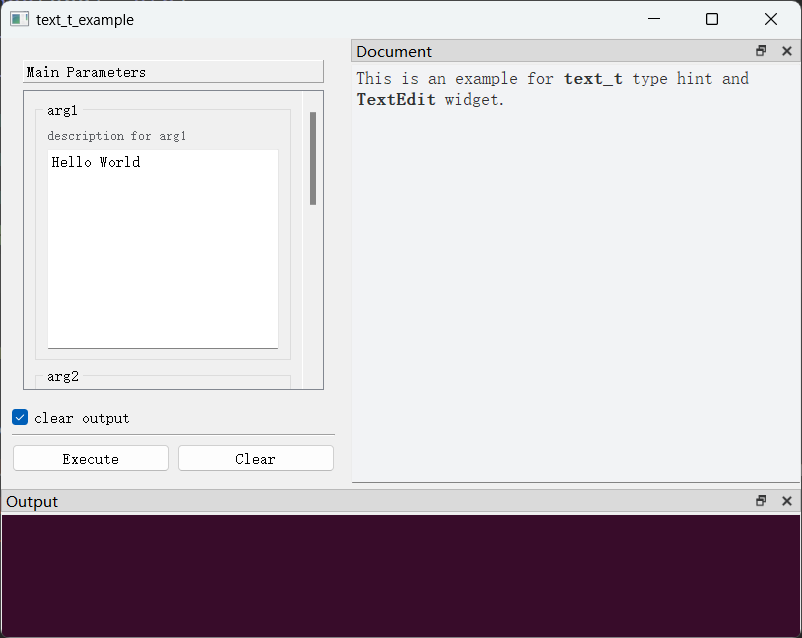 text_t_example
Main Parameters
arg1
description for arg1
Hello World
arg2
clear output
Execute
Clear
Document
This is an example for text_t type hint and
TextEdit widget.
Output